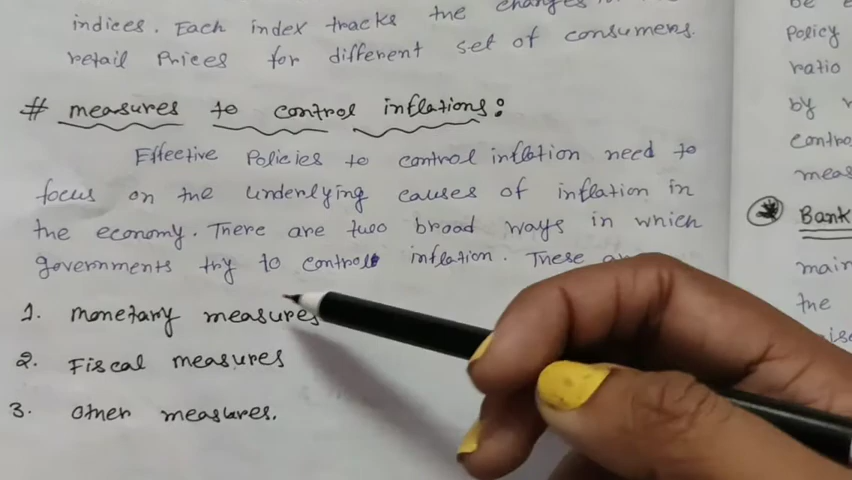 indices. Each index tracks the changes in
retail Prices for different set of consumers.
# measures to control inflations:
Effective Policies to control inflation need to
focus on the underlying causes of inflation in
the economy. There are two broad ways in which
governments try to control inflation. These
1. monetary measures
2. Fiscal measures
3. other measures.
be
Policy
ratio
by
contro
meas
Bank
main
the